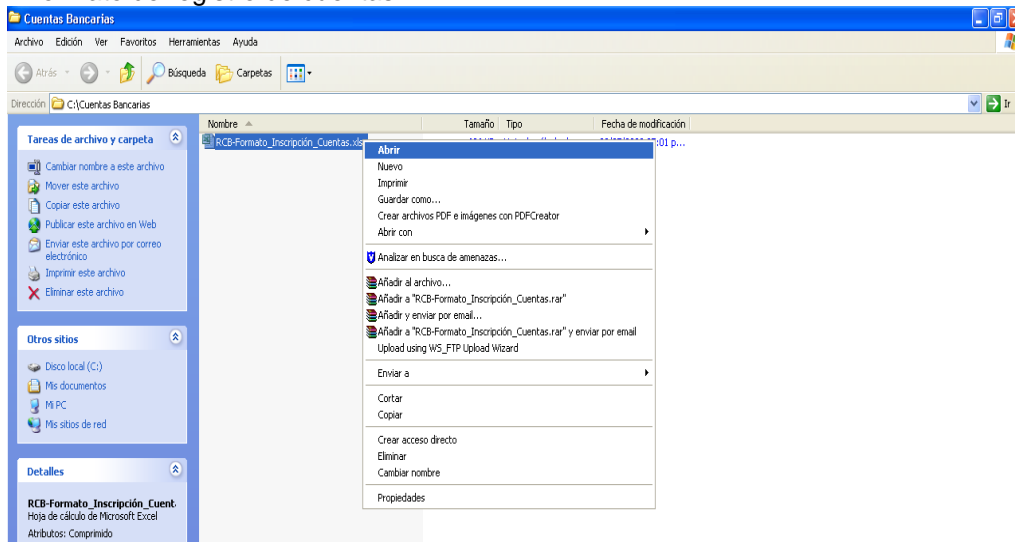 Cuentas Bancarias
Archivo Edición Ver Favoritos Herramientas Ayuda
Atrás Búsqueda Carpetas
Dirección C:\Cuentas Bancarias Ir
Nombre Tamaño Tipo Fecha de modificación
RCB-Formato_Inscripción_Cuentas.xls
:01 p...
Tareas de archivo y carpeta
Cambiar nombre a este archivo
Mover este archivo
Copiar este archivo
Publicar este archivo en Web
Enviar este archivo por correo
electrónico
Imprimir este archivo
Eliminar este archivo
Otros sitios
Disco local (C:)
Mis documentos
Mi PC
Mis sitios de red
Detalles
RCB-Formato_Inscripción_Cuent
Hoja de cálculo de Microsoft Excel
Atributos: Comprimido
Abrir
Nuevo
Imprimir
Guardar como...
Crear archivos PDF e imágenes con PDFCreator
Abrir con
Analizar en busca de amenazas...
Añadir al archivo...
Añadir a "RCB-Formato_Inscripción_Cuentas.rar"
Añadir y enviar por email...
Añadir a "RCB-Formato_Inscripción_Cuentas.rar" y enviar por email
Upload using WS_FTP Upload Wizard
Enviar a
Cortar
Copiar
Crear acceso directo
Eliminar
Cambiar nombre
Propiedades